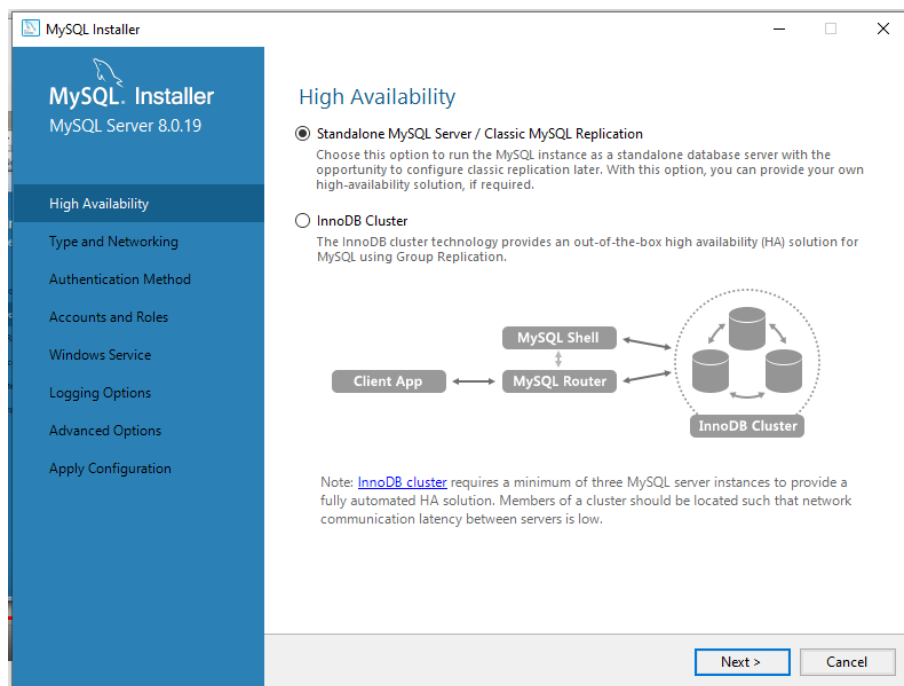 MySQL Installer
MySQL. Installer
MySQL Server 8.0.19
High Availability
Type and Networking
Authentication Method
Accounts and Roles
Windows Service
Logging Options
Advanced Options
Apply Configuration
High Availability
Standalone MySQL Server / Classic MySQL Replication
Choose this option to run the MySQL instance as a standalone database server with the
opportunity to configure classic replication later. With this option, you can provide your own
high-availability solution, if required.
InnoDB Cluster
The InnoDB cluster technology provides an out-of-the-box high availability (HA) solution for
MySQL using Group Replication.
MySQL Shell
Client App
MySQL Router
InnoDB Cluster
Note: InnoDB cluster requires a minimum of three MySQL server instances to provide a
fully automated HA solution. Members of a cluster should be located such that network
communication latency between servers is low.
Next >
Cancel